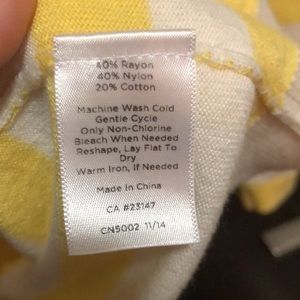 40% Rayon
40% Nylon
20% Cotton
Machine Wash Cold
Gentle Cycle
Only Non-Chlorine
Bleach When Needed
Reshape, Lay Flat To
Dry
Warm Iron, If Needed
Made in China
CA #23147
CN5002 11/14